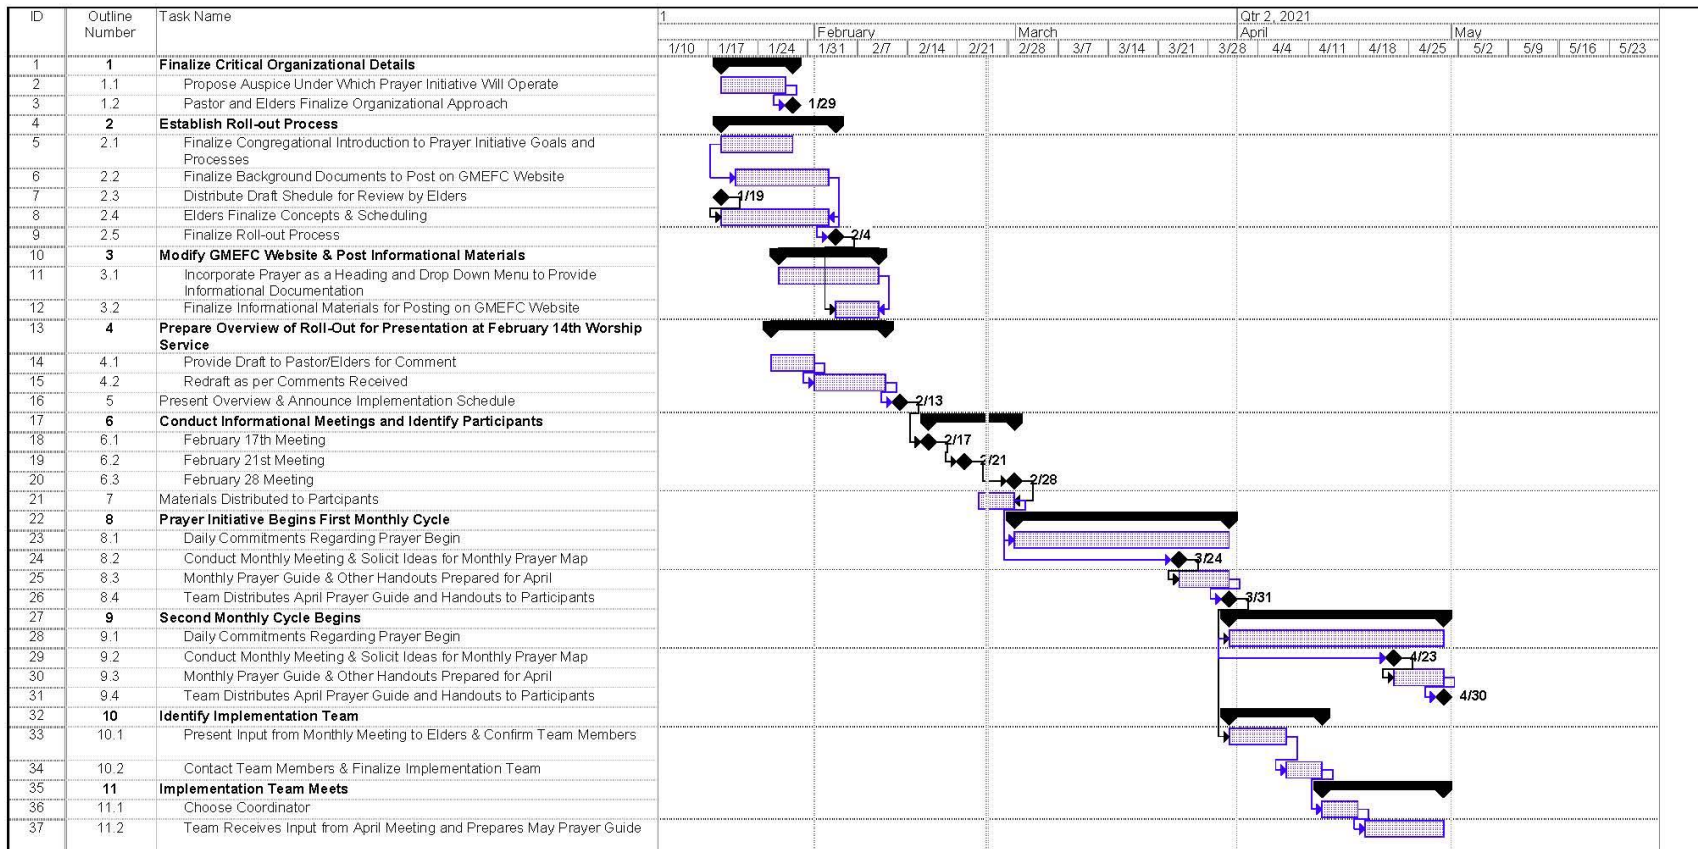 ID Outline Number Task Name 1 Qtr 2, 2021
February March April May
1/10 1/17 1/24 1/31 2/7 2/14 2/21 2/28 3/7 3/14 3/21 3/28 4/4 4/11 4/18 4/25 5/2 5/9 5/16 5/23
1 1 Finalize Critical Organizational Details
2 1.1 Propose Auspice Under Which Prayer Initiative Will Operate
3 1.2 Pastor and Elders Finalize Organizational Approach 1/29
4 2 Establish Roll-out Process
5 2.1 Finalize Congregational Introduction to Prayer Initiative Goals and
Processes
6 2.2 Finalize Background Documents to Post on GMEFC Website
7 2.3 Distribute Draft Shedule for Review by Elders 1/19
8 2.4 Elders Finalize Concepts & Scheduling
9 2.5 Finalize Roll-out Process 2/4
10 3 Modify GMEFC Website & Post Informational Materials
11 3.1 Incorporate Prayer as a Heading and Drop Down Menu to Provide
Informational Documentation
12 3.2 Finalize Informational Materials for Posting on GMEFC Website
13 4 Prepare Overview of Roll-Out for Presentation at February 14th Worship
Service
14 4.1 Provide Draft to Pastor/Elders for Comment
15 4.2 Redraft as per Comments Received
16 5 Present Overview & Announce Implementation Schedule 2/13
17 6 Conduct Informational Meetings and Identify Participants
18 6.1 February 17th Meeting 2/17
19 6.2 February 21st Meeting 2/21
20 6.3 February 28 Meeting 2/28
21 7 Materials Distributed to Partcipants
22 8 Prayer Initiative Begins First Monthly Cycle
23 8.1 Daily Commitments Regarding Prayer Begin
24 8.2 Conduct Monthly Meeting & Solicit Ideas for Monthly Prayer Map 3/24
25 8.3 Monthly Prayer Guide & Other Handouts Prepared for April
26 8.4 Team Distributes April Prayer Guide and Handouts to Participants 3/31
27 9 Second Monthly Cycle Begins
28 9.1 Daily Commitments Regarding Prayer Begin
29 9.2 Conduct Monthly Meeting & Solicit Ideas for Monthly Prayer Map 4/23
30 9.3 Monthly Prayer Guide & Other Handouts Prepared for April
31 9.4 Team Distributes April Prayer Guide and Handouts to Participants 4/30
32 10 Identify Implementation Team
33 10.1 Present Input from Monthly Meeting to Elders & Confirm Team Members
34 10.2 Contact Team Members & Finalize Implementation Team
35 11 Implementation Team Meets
36 11.1 Choose Coordinator
37 11.2 Team Receives Input from April Meeting and Prepares May Prayer Guide